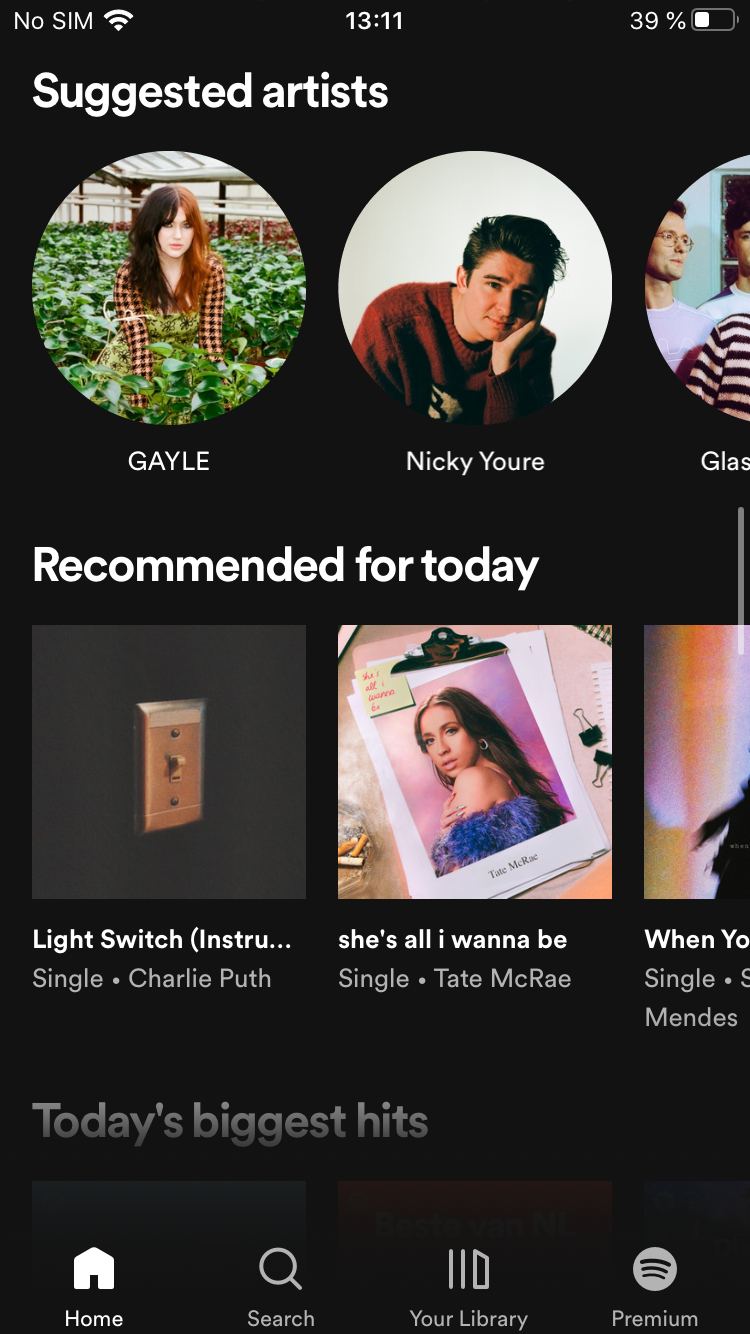 No SIM 13:11 39 %
Suggested artists
GAYLE Nicky Youre Glas
Recommended for today
she's
all i
wanna
be
Tate McRae
when
Light Switch (Instru... she's all i wanna be When Yo
Single • Charlie Puth Single • Tate McRae Single • S
Mendes
Today's biggest hits
Beste van NL
Home Search Your Library Premium